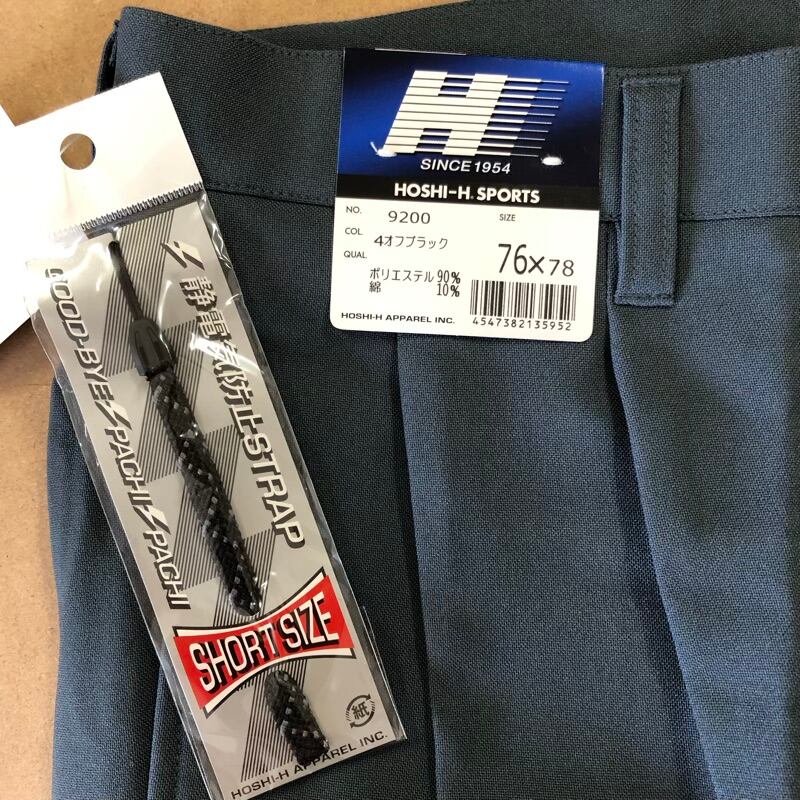 H
SINCE 1954
HOSHI-H. SPORTS
NO. 9200 SIZE
COL 4オフブラック 76×78
QUAL
ポリエステル 90%
綿 10%
HOSHI-H APPAREL INC. 4547382135952
静電気防止STRAP
GOOD-BYE PACHI PACHI
SHORT SIZE
紙
HOSHI-H APPAREL INC.